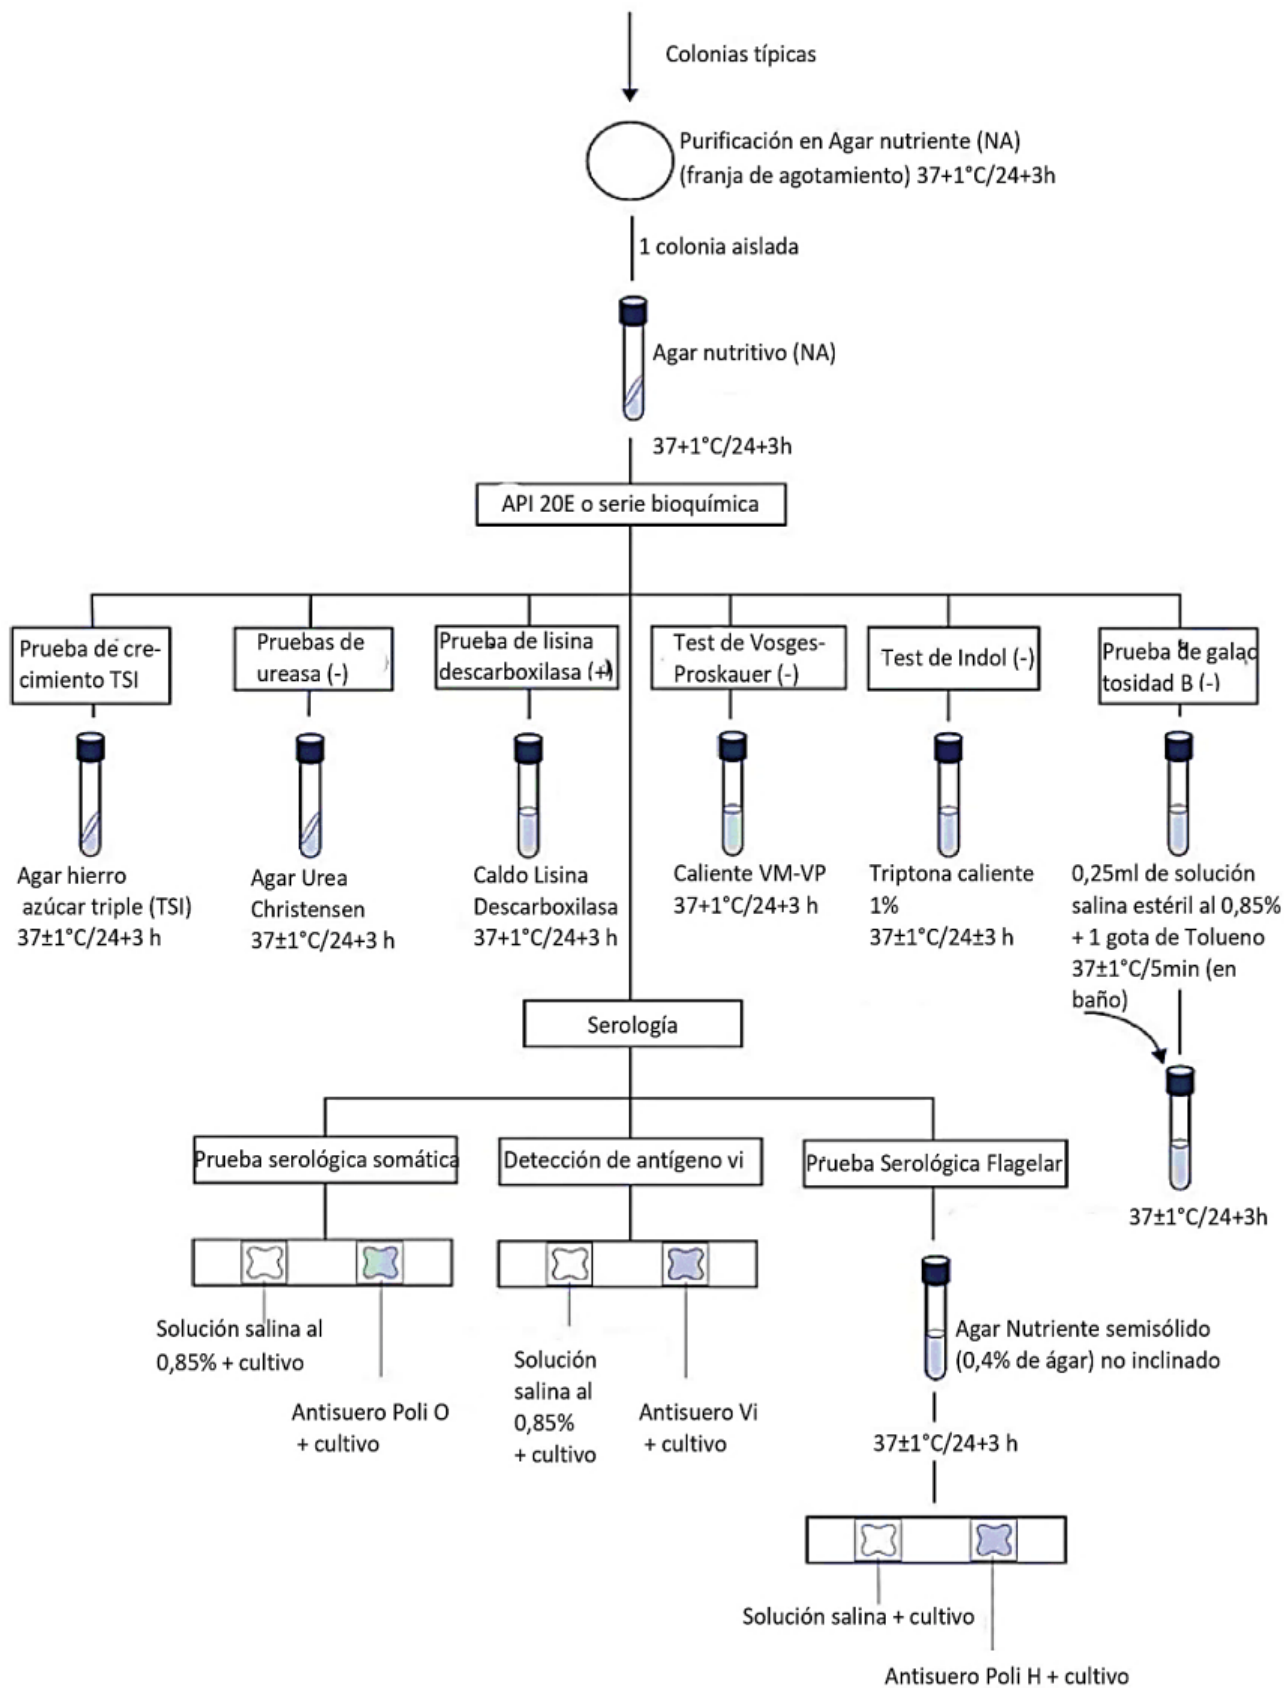 Colonias típicas
Purificación en Agar nutriente (NA)
(franja de agotamiento) 37+1°C/24+3h
1 colonia aislada
Agar nutritivo (NA)
37+1°C/24+3h
API 20E o serie bioquímica
Prueba de cre-
cimiento TSI
Pruebas de
ureasa (-)
Prueba de lisina
descarboxilasa (+)
Test de Vosges-
Proskauer (-)
Test de Indol (-)
Prueba de galac
tosidad B (-)
Agar hierro
azúcar triple (TSI)
37±1°C/24+3 h
Agar Urea
Christensen
37±1°C/24+3 h
Caldo Lisina
Descarboxilasa
37+1°C/24+3 h
Caliente VM-VP
37+1°C/24+3 h
Triptona caliente
1%
37±1°C/24±3 h
0,25ml de solución
salina estéril al 0,85%
+ 1 gota de Tolueno
37±1°C/5min (en
baño)
37±1°C/24+3h
Serología
Prueba serológica somática
Detección de antígeno vi
Prueba Serológica Flagelar
Solución salina al
0,85% + cultivo
Antisuero Poli O
+ cultivo
Solución
salina al
0,85%
+ cultivo
Antisuero Vi
+ cultivo
Agar Nutriente semisólido
(0,4% de ágar) no inclinado
37±1°C/24+3 h
Solución salina + cultivo
Antisuero Poli H + cultivo